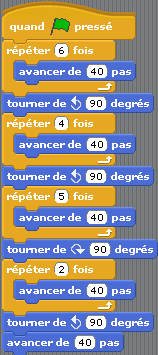 quand pressé
répéter 6 fois
avancer de 40 pas
tourner de 90 degrés
répéter 4 fois
avancer de 40 pas
tourner de 90 degrés
répéter 5 fois
avancer de 40 pas
tourner de 90 degrés
répéter 2 fois
avancer de 40 pas
tourner de 90 degrés
avancer de 40 pas